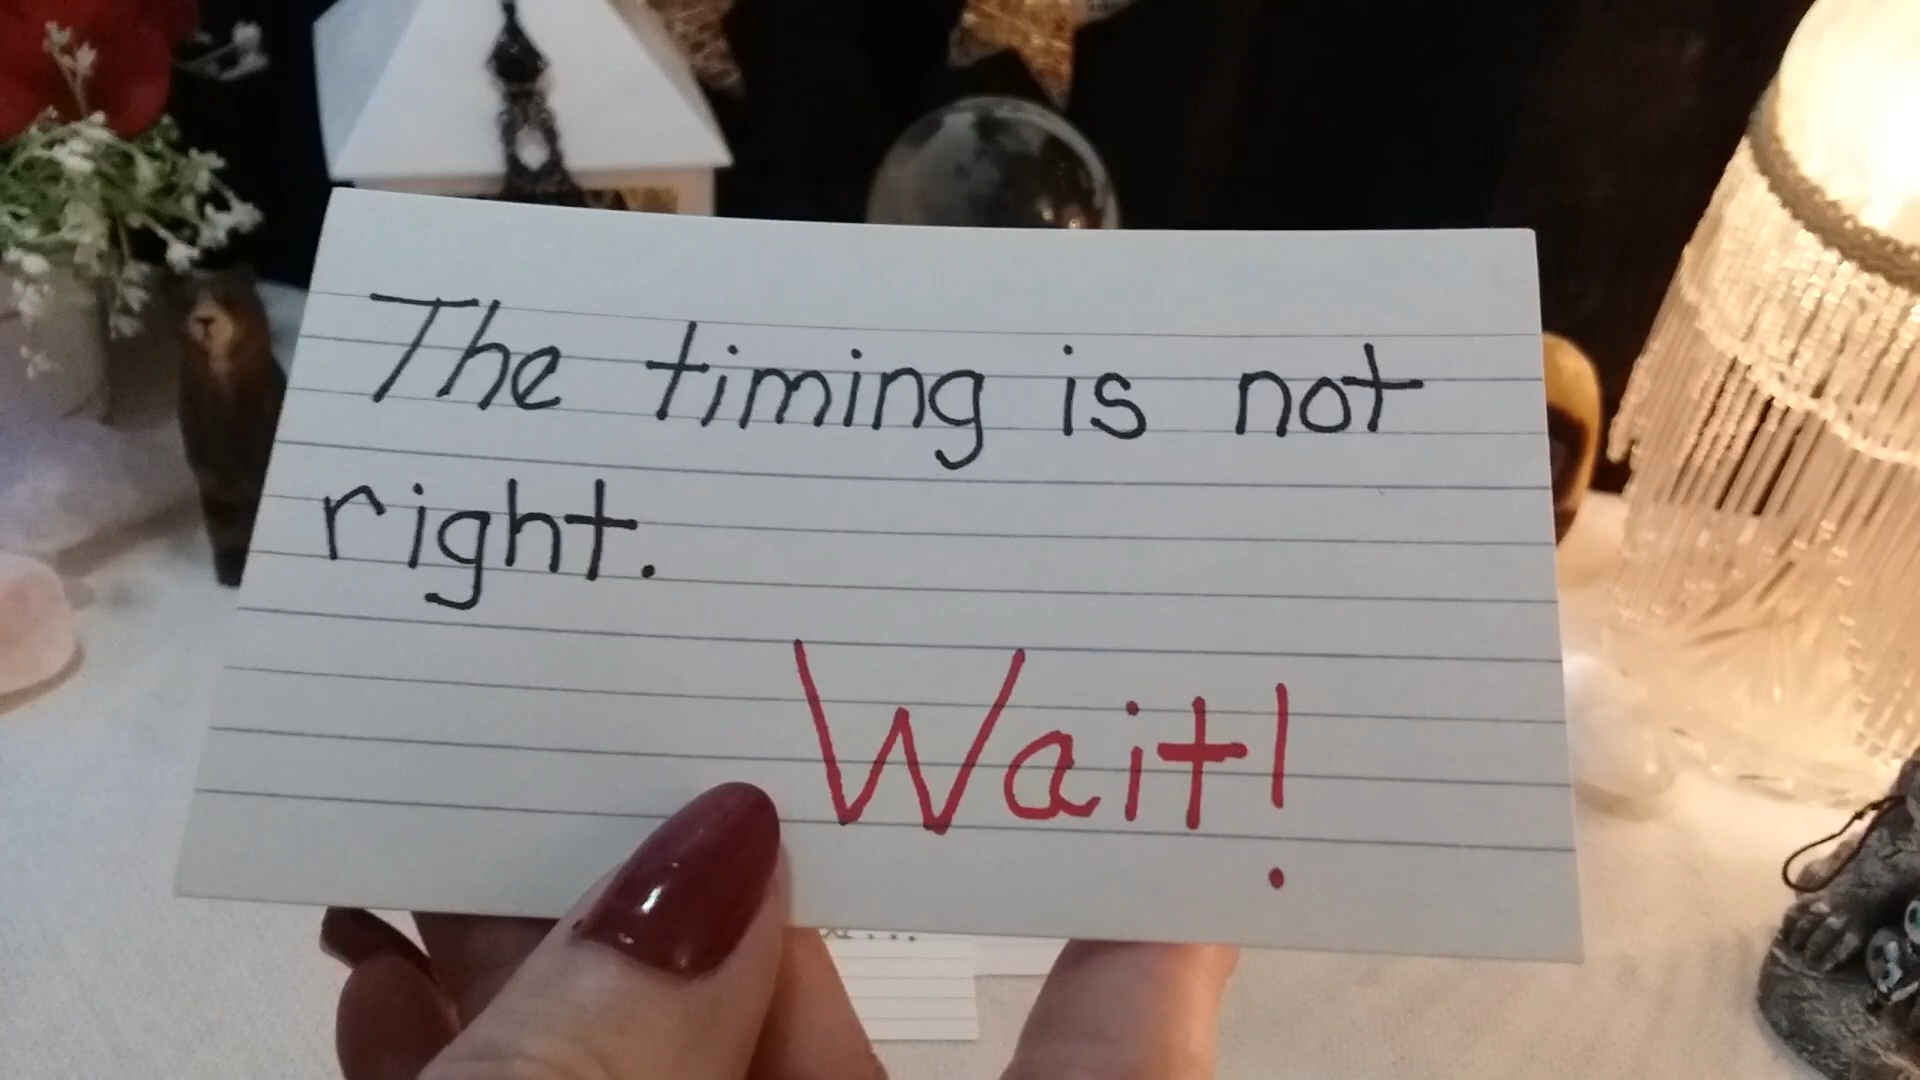 The timing is not
right.
Wait!